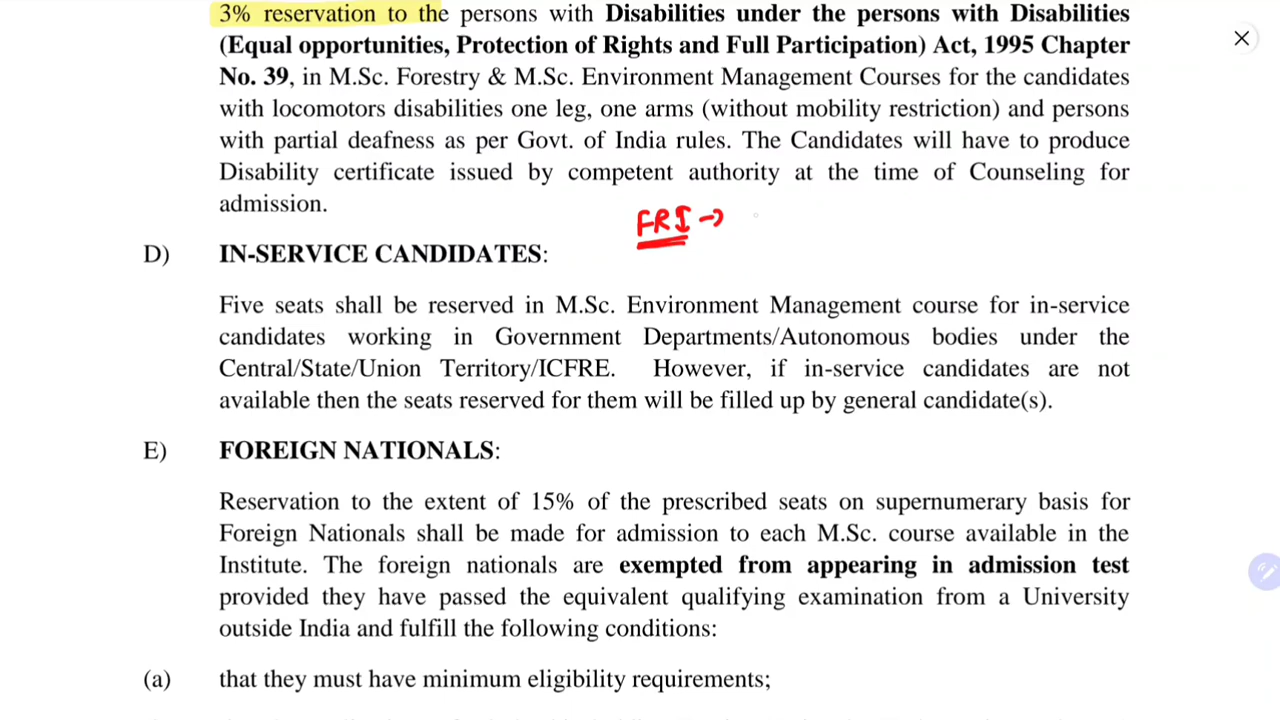 3% reservation to the persons with Disabilities under the persons with Disabilities
(Equal opportunities, Protection of Rights and Full Participation) Act, 1995 Chapter
No. 39, in M.Sc. Forestry & M.Sc. Environment Management Courses for the candidates
with locomotors disabilities one leg, one arms (without mobility restriction) and persons
with partial deafness as per Govt. of India rules. The Candidates will have to produce
Disability certificate issued by competent authority at the time of Counseling for
admission.
FRI →
D) IN-SERVICE CANDIDATES:
Five seats shall be reserved in M.Sc. Environment Management course for in-service
candidates working in Government Departments/Autonomous bodies under the
Central/State/Union Territory/ICFRE. However, if in-service candidates are not
available then the seats reserved for them will be filled up by general candidate(s).
E) FOREIGN NATIONALS:
Reservation to the extent of 15% of the prescribed seats on supernumerary basis for
Foreign Nationals shall be made for admission to each M.Sc. course available in the
Institute. The foreign nationals are exempted from appearing in admission test
provided they have passed the equivalent qualifying examination from a University
outside India and fulfill the following conditions:
(a) that they must have minimum eligibility requirements;